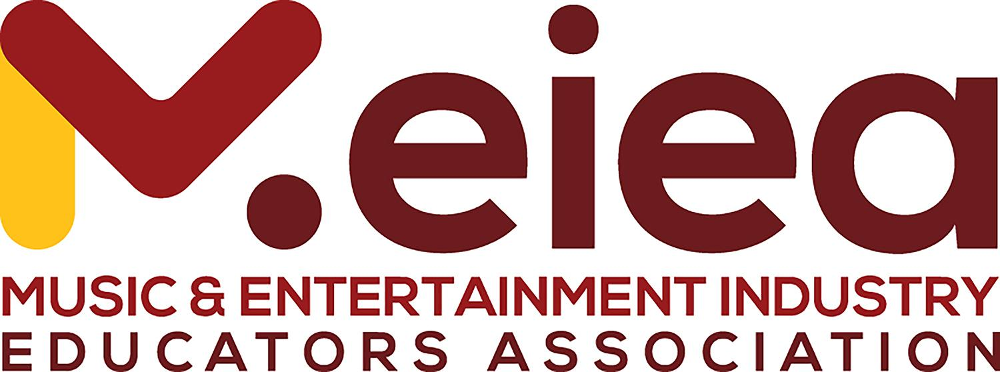 M.eiea
MUSIC & ENTERTAINMENT INDUSTRY
EDUCATORS ASSOCIATION